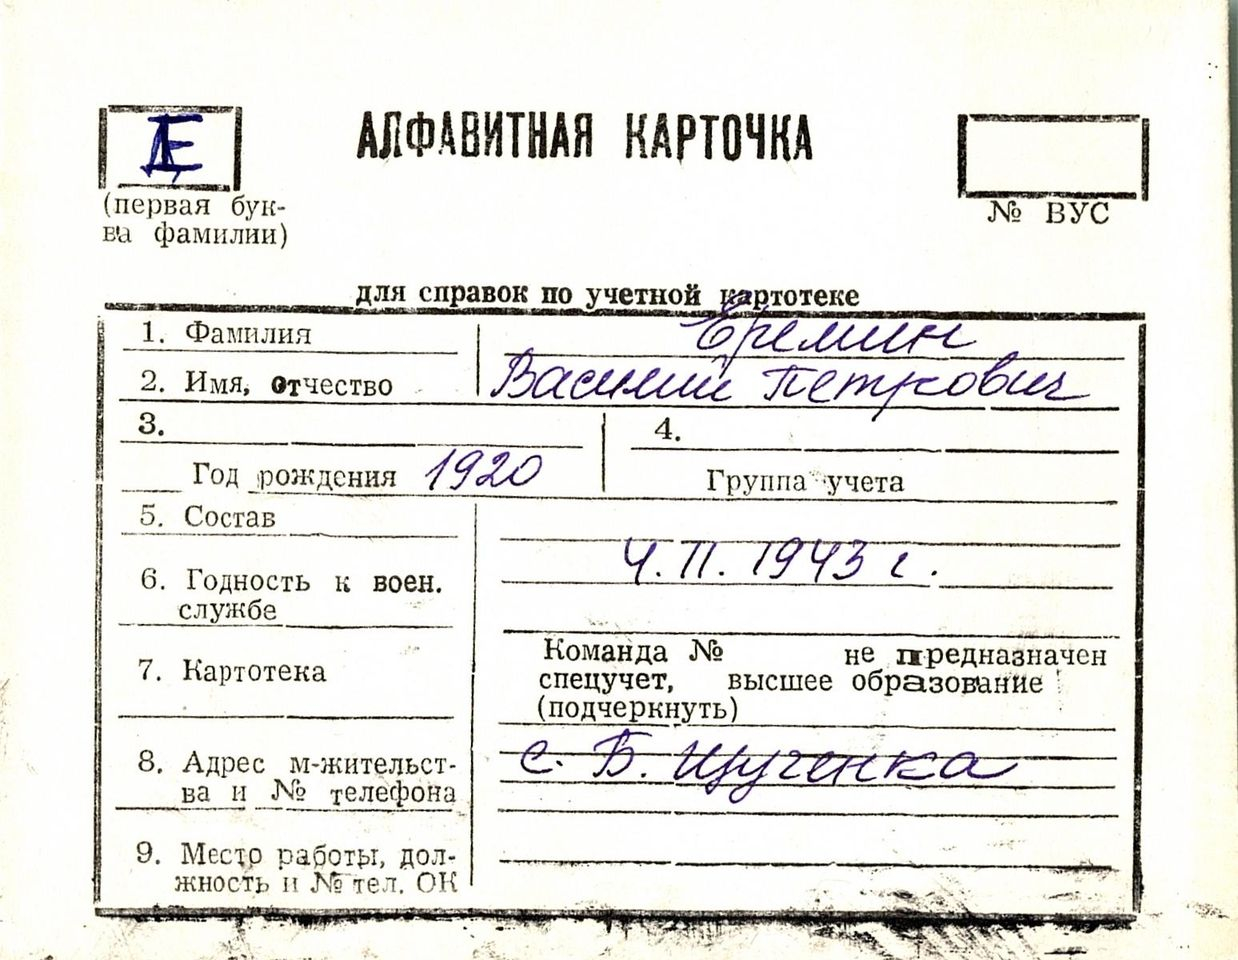 Е
АЛФАВИТНАЯ КАРТОЧКА
(первая бук-
ва фамилии)
№ ВУС
для справок по учетной картотеке
1. Фамилия Еремин
2. Имя, отчество Василий Петрович
3. 4.
Год рождения 1920 Группа учета
5. Состав
4.II.1943 г.
6. Годность к воен.
службе
Команда № не предназначен
7. Картотека спецучет, высшее образование
(подчеркнуть)
8. Адрес м-жительст- с. Б. Щученка
ва и № телефона
9. Место работы, дол-
жность и № тел. ОК